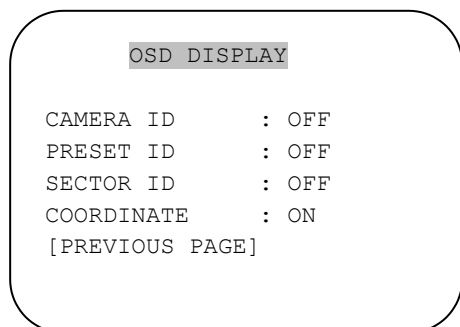 OSD DISPLAY
CAMERA ID : OFF
PRESET ID : OFF
SECTOR ID : OFF
COORDINATE : ON
[PREVIOUS PAGE]